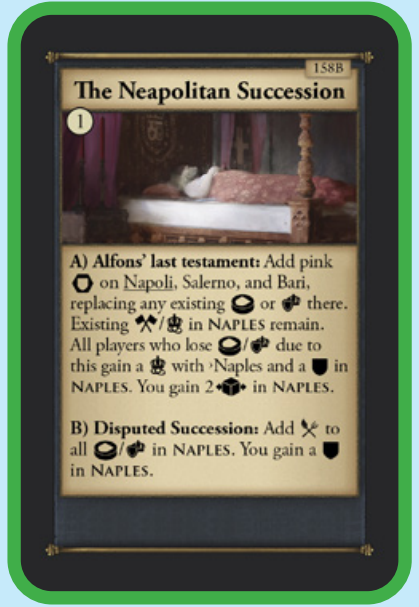 158B
The Neapolitan Succession
1
A) Alfons' last testament: Add pink
on Napoli, Salerno, and Bari,
replacing any existing or there.
Existing / in NAPLES remain.
All players who lose / due to
this gain a with ›Naples and a in
NAPLES. You gain 2 in NAPLES.
B) Disputed Succession: Add to
all / in NAPLES. You gain a
in NAPLES.